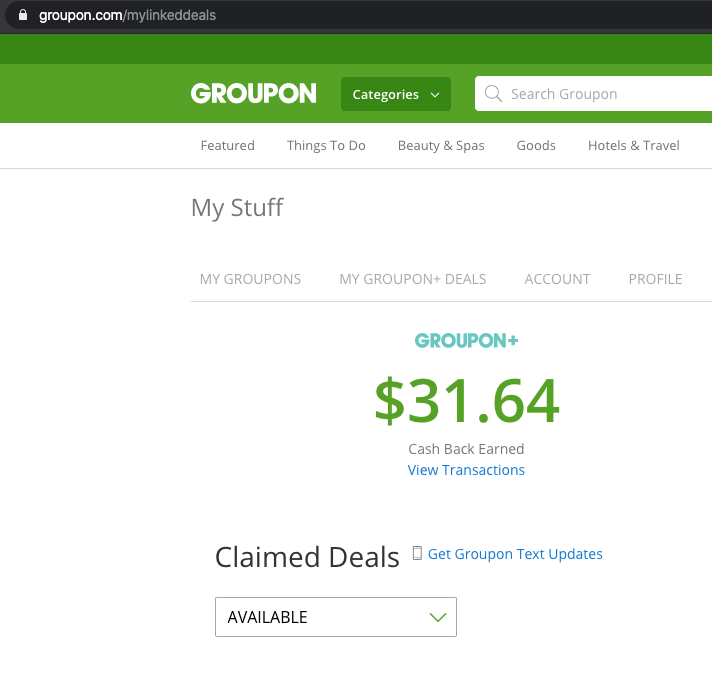 groupon.com/mylinkeddeals
GROUPON Categories Search Groupon
Featured Things To Do Beauty & Spas Goods Hotels & Travel
My Stuff
MY GROUPONS MY GROUPON+ DEALS ACCOUNT PROFILE
GROUPON+
$31.64
Cash Back Earned
View Transactions
Claimed Deals Get Groupon Text Updates
AVAILABLE